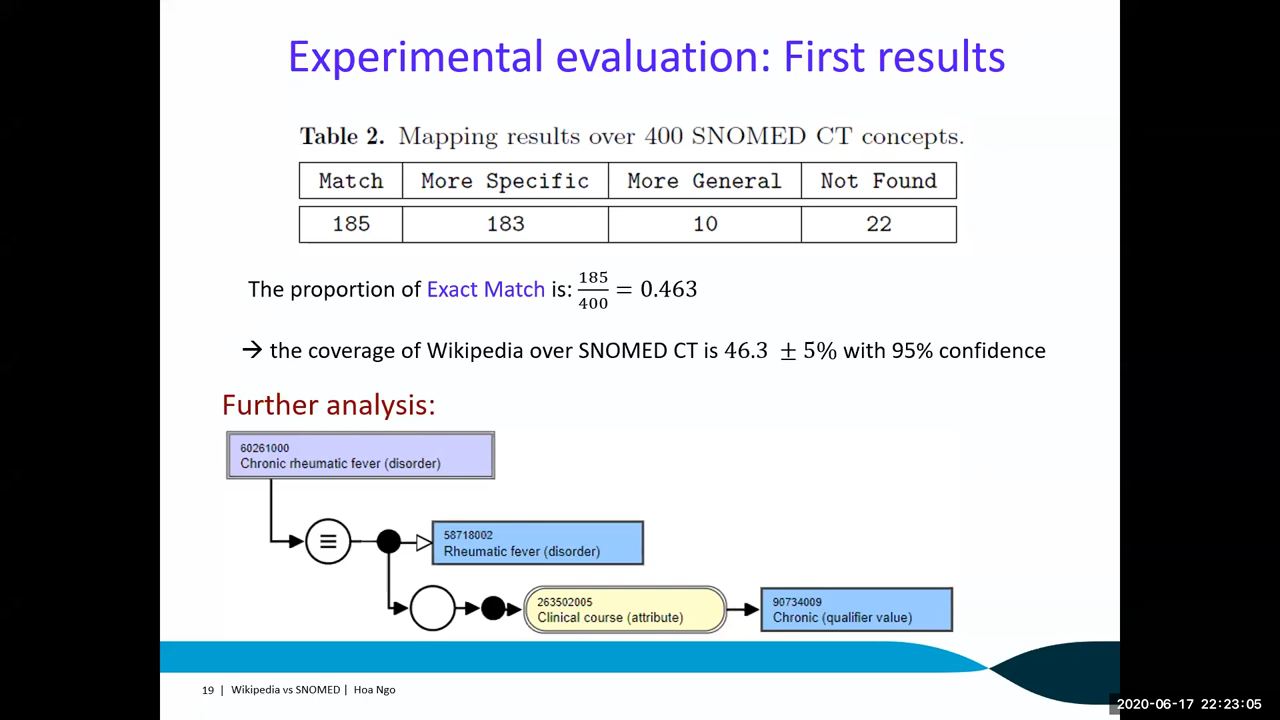 Experimental evaluation: First results
Table 2. Mapping results over 400 SNOMED CT concepts.
Match More Specific More General Not Found
185 183 10 22
The proportion of Exact Match is: 185/400 = 0.463
→ the coverage of Wikipedia over SNOMED CT is 46.3 ±5% with 95% confidence
Further analysis:
60261000
Chronic rheumatic fever (disorder)
≡
58718002
Rheumatic fever (disorder)
263502005
Clinical course (attribute)
90734009
Chronic (qualifier value)
19 | Wikipedia vs SNOMED | Hoa Ngo
2020-06-17 22:23:05